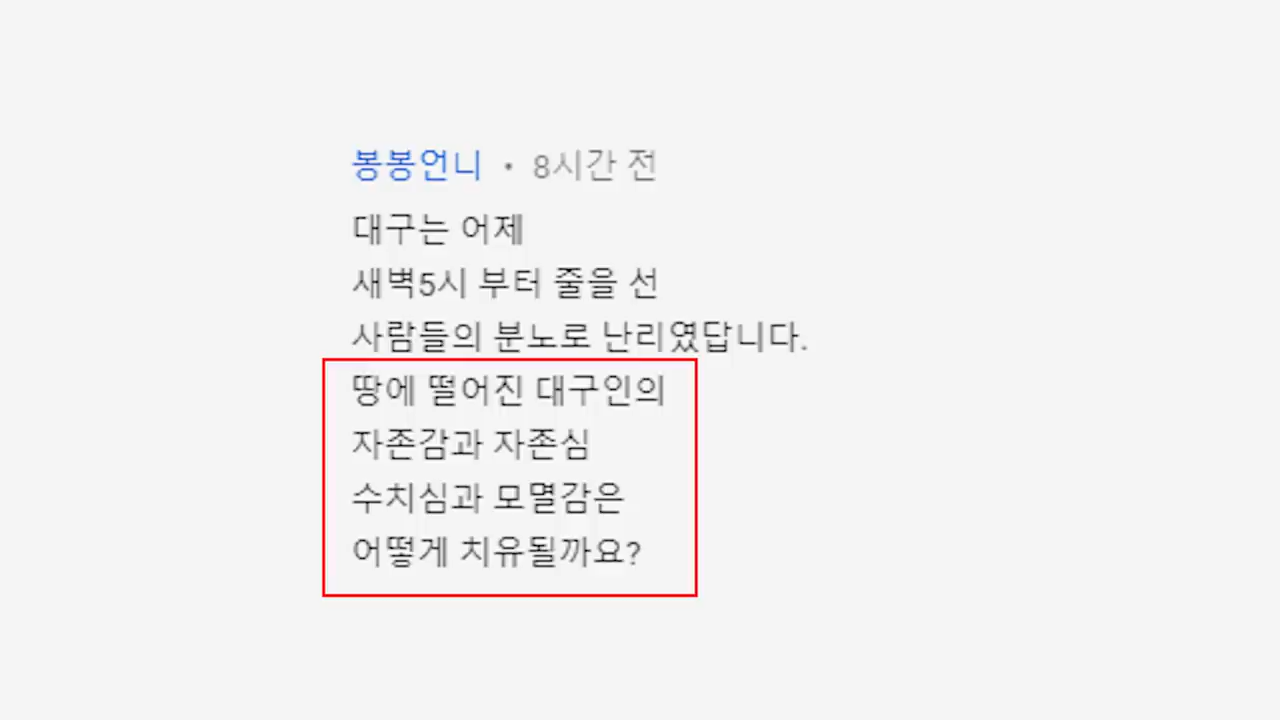 봉봉언니 • 8시간 전
대구는 어제
새벽5시 부터 줄을 선
사람들의 분노로 난리였답니다.
땅에 떨어진 대구인의
자존감과 자존심
수치심과 모멸감은
어떻게 치유될까요?